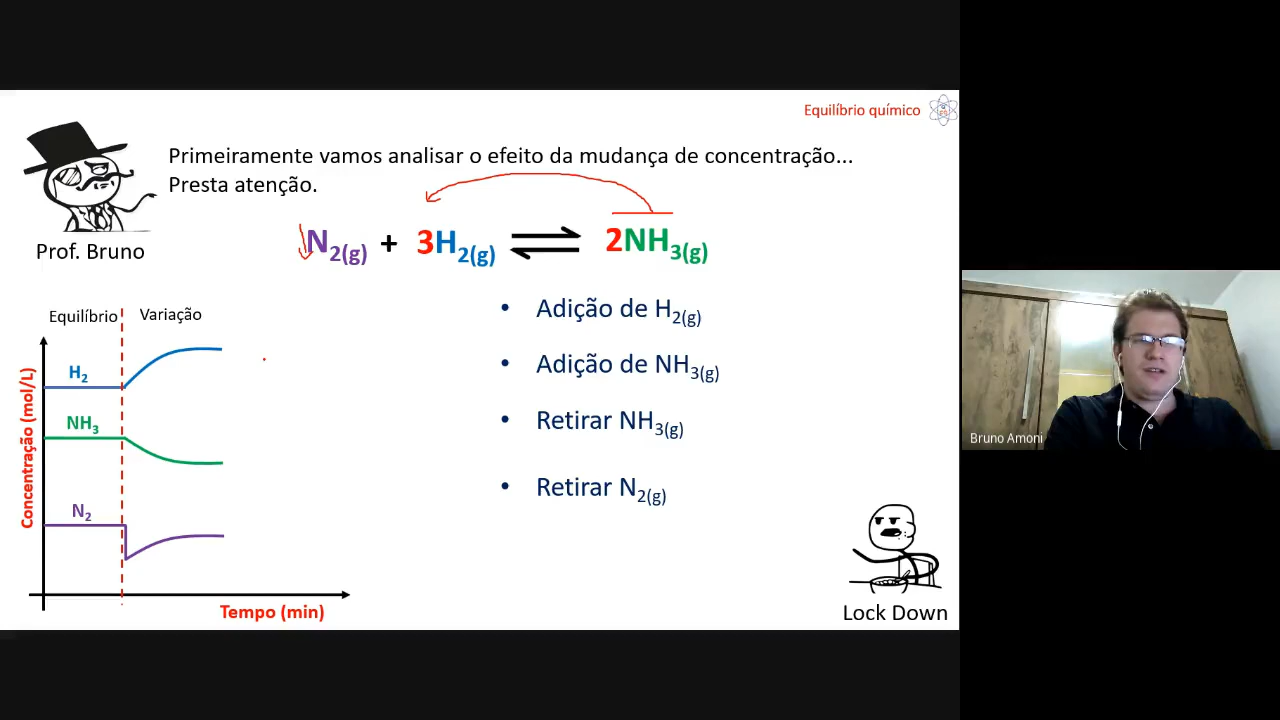 Equilíbrio químico
Primeiramente vamos analisar o efeito da mudança de concentração...
Presta atenção.
N2(g) + 3H2(g) ⇌ 2NH3(g)
Prof. Bruno
• Adição de H2(g)
• Adição de NH3(g)
• Retirar NH3(g)
• Retirar N2(g)
Equilíbrio Variação
Concentração (mol/L)
H2
NH3
N2
Tempo (min)
Lock Down
Bruno Amoni